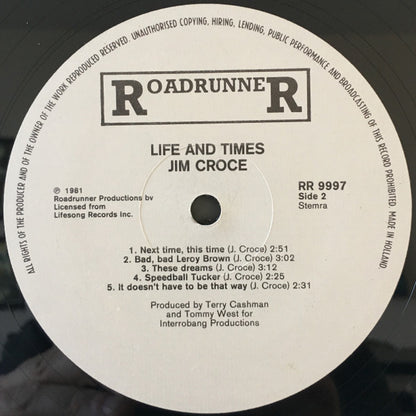 ALL RIGHTS OF THE PRODUCER AND OF THE OWNER OF THE WORK REPRODUCED RESERVED. UNAUTHORISED COPYING, HIRING, LENDING, PUBLIC PERFORMANCE AND BROADCASTING OF THIS RECORD PROHIBITED MADE IN HOLLAND
ROADRUNNER
LIFE AND TIMES
JIM CROCE
℗ 1981
Roadrunner Productions bv
Licensed from
Lifesong Records Inc.
RR 9997
Side 2
Stemra
1. Next time, this time (J. Croce) 2:51
2. Bad, bad Leroy Brown (J. Croce) 3:02
3. These dreams (J. Croce) 3:12
4. Speedball Tucker (J. Croce) 2:25
5. It doesn't have to be that way (J. Croce) 2:31
Produced by Terry Cashman
and Tommy West for
Interrobang Productions